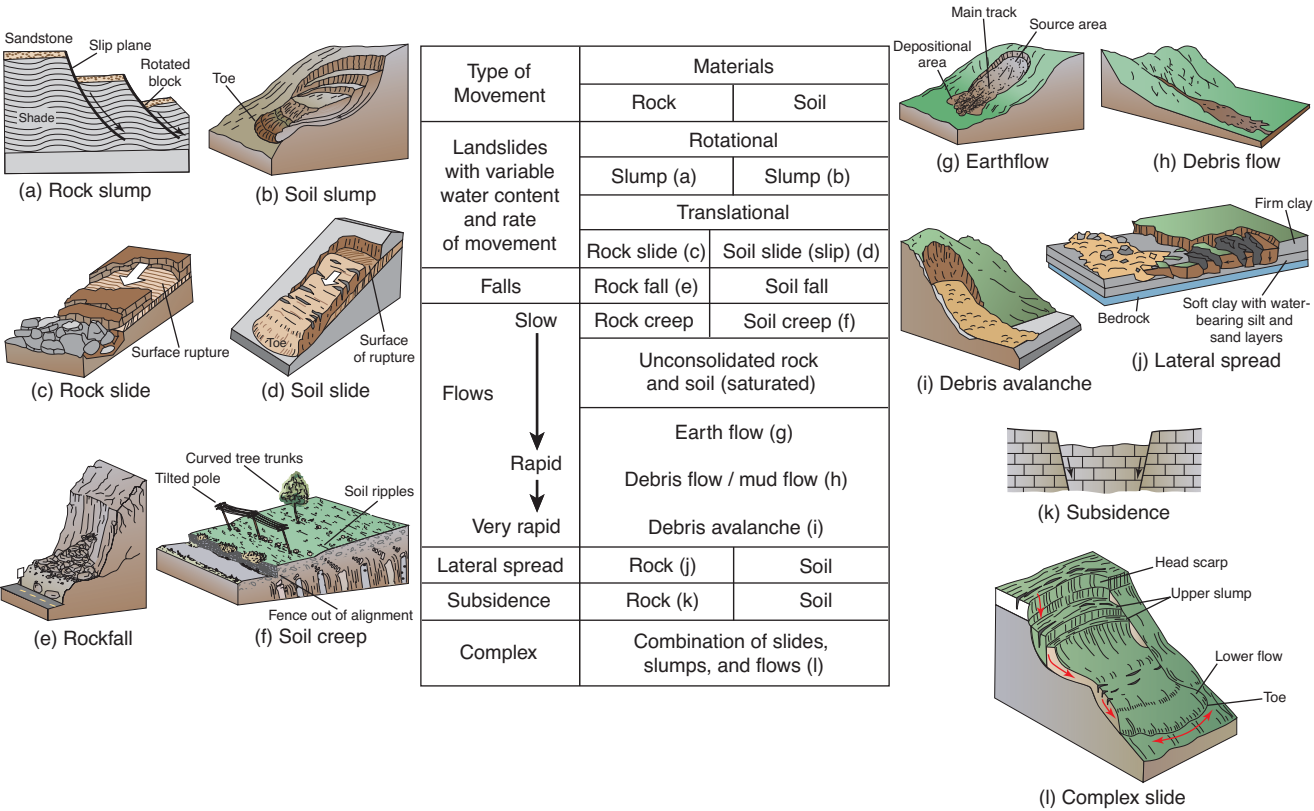 Sandstone
Slip plane
Rotated
block
Shade
(a) Rock slump
Toe
(b) Soil slump
Surface rupture
(c) Rock slide
Toe
Surface
of rupture
(d) Soil slide
(e) Rockfall
Curved tree trunks
Tilted pole
Soil ripples
Fence out of alignment
(f) Soil creep
Type of
Movement
Materials
Rock
Soil
Landslides
with variable
water content
and rate
of movement
Rotational
Slump (a)
Slump (b)
Translational
Rock slide (c)
Soil slide (slip) (d)
Falls
Rock fall (e)
Soil fall
Flows
Slow
Rapid
Very rapid
Rock creep
Soil creep (f)
Unconsolidated rock
and soil (saturated)
Earth flow (g)
Debris flow / mud flow (h)
Debris avalanche (i)
Lateral spread
Rock (j)
Soil
Subsidence
Rock (k)
Soil
Complex
Combination of slides,
slumps, and flows (l)
Main track
Source area
Depositional
area
(g) Earthflow
(h) Debris flow
(i) Debris avalanche
Firm clay
Soft clay with water-
bearing silt and
sand layers
Bedrock
(j) Lateral spread
(k) Subsidence
Head scarp
Upper slump
Lower flow
Toe
(l) Complex slide